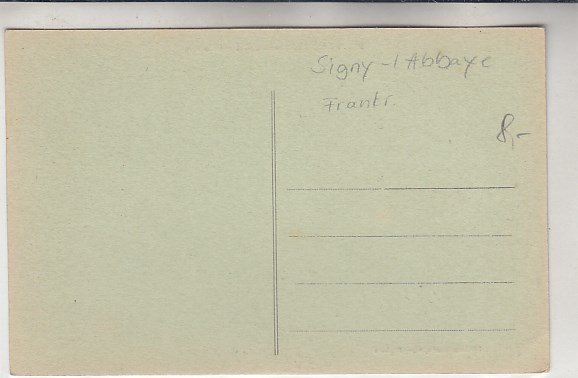 Signy-l Abbaye
Frankr.
8,-